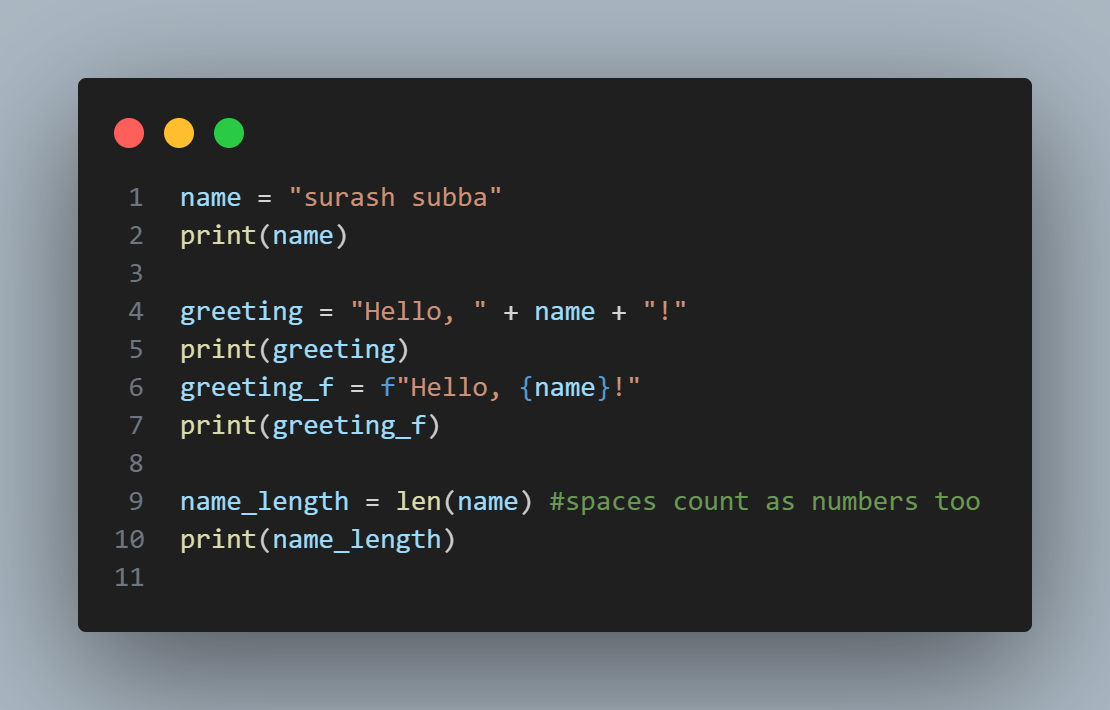 1 name = "surash subba"
2 print(name)
3
4 greeting = "Hello, " + name + "!"
5 print(greeting)
6 greeting_f = f"Hello, {name}!"
7 print(greeting_f)
8
9 name_length = len(name) #spaces count as numbers too
10 print(name_length)
11